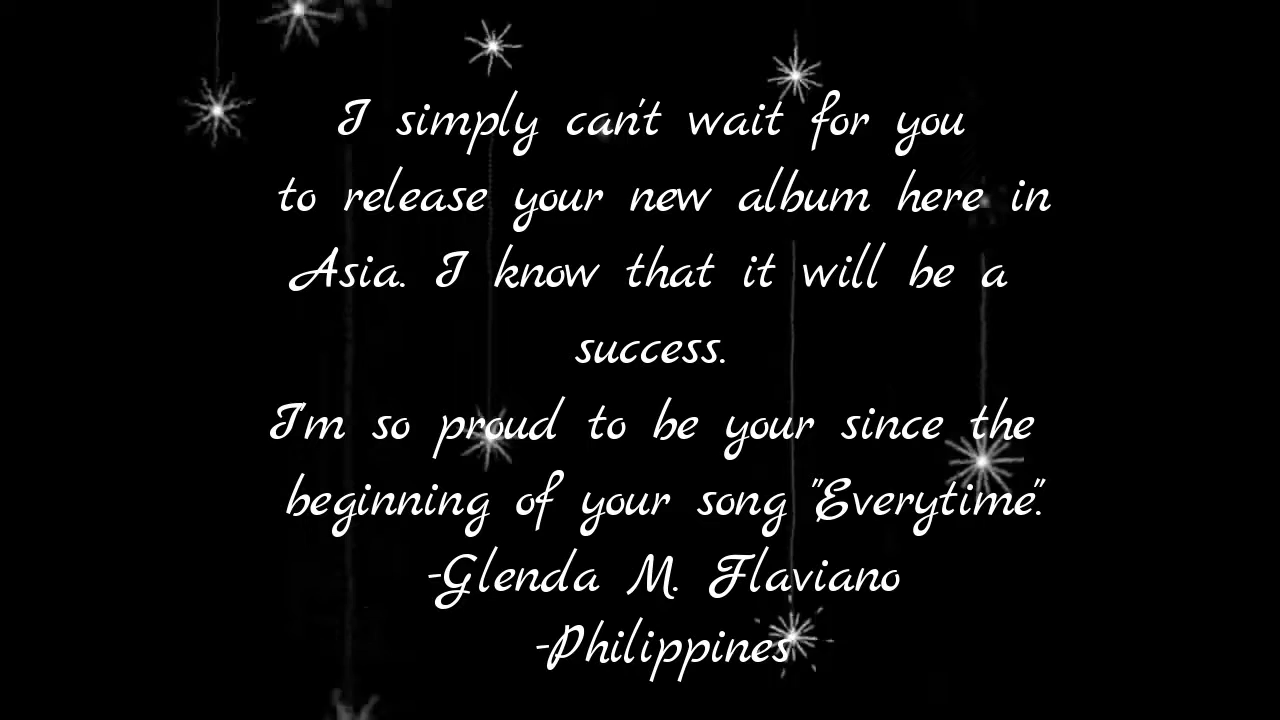 I simply can't wait for you
to release your new album here in
Asia. I know that it will be a
success.
I'm so proud to be your since the
beginning of your song "Everytime".
-Glenda M. Flaviano
-Philippines